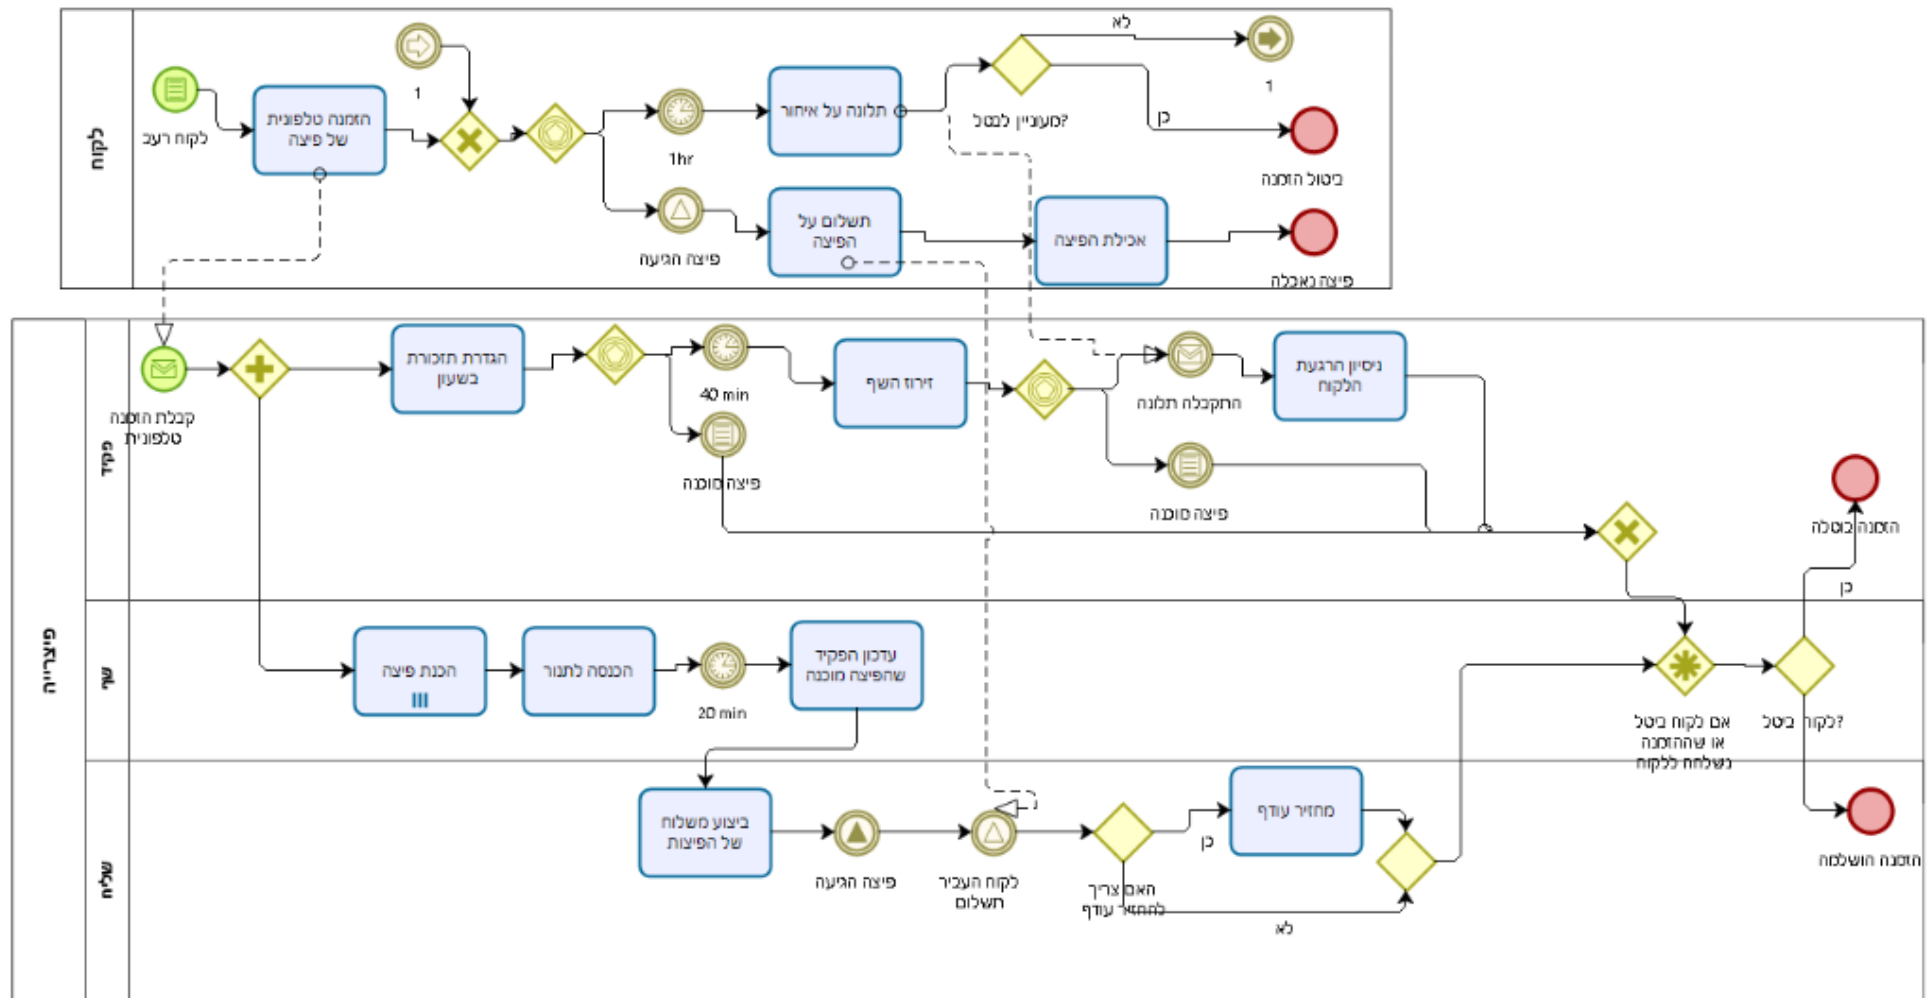 לקוח
לקוח רעב
הזמנה טלפונית
של פיצה
1
1hr
תלונה על איחור
מעוניין לבטל?
לא
1
כן
ביטול הזמנה
פיצה הגיעה
תשלום על
הפיצה
אכילת הפיצה
פיצה נאכלה
פיצרייה
פקיד
קבלת הזמנה
טלפונית
הגדרת תזכורת
בשעון
40 min
פיצה מוכנה
זירוז השף
התקבלה תלונה
ניסיון הרגעת
הלקוח
פיצה מוכנה
הזמנה בוטלה
כן
שף
הכנת פיצה
הכנסה לתנור
20 min
עדכון הפקיד
שהפיצה מוכנה
אם לקוח ביטל
או שההזמנה
נשלחה ללקוח
לקוח ביטל?
שליח
ביצוע משלוח
של הפיצות
פיצה הגיעה
לקוח העביר
תשלום
האם צריך
להחזיר עודף
כן
מחזיר עודף
לא
הזמנה הושלמה